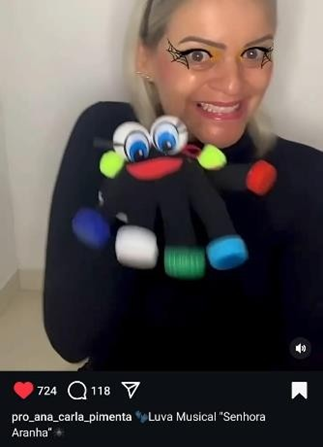 724 118
pro_ana_carla_pimenta 👣Luva Musical "Senhora
Aranha"🕷